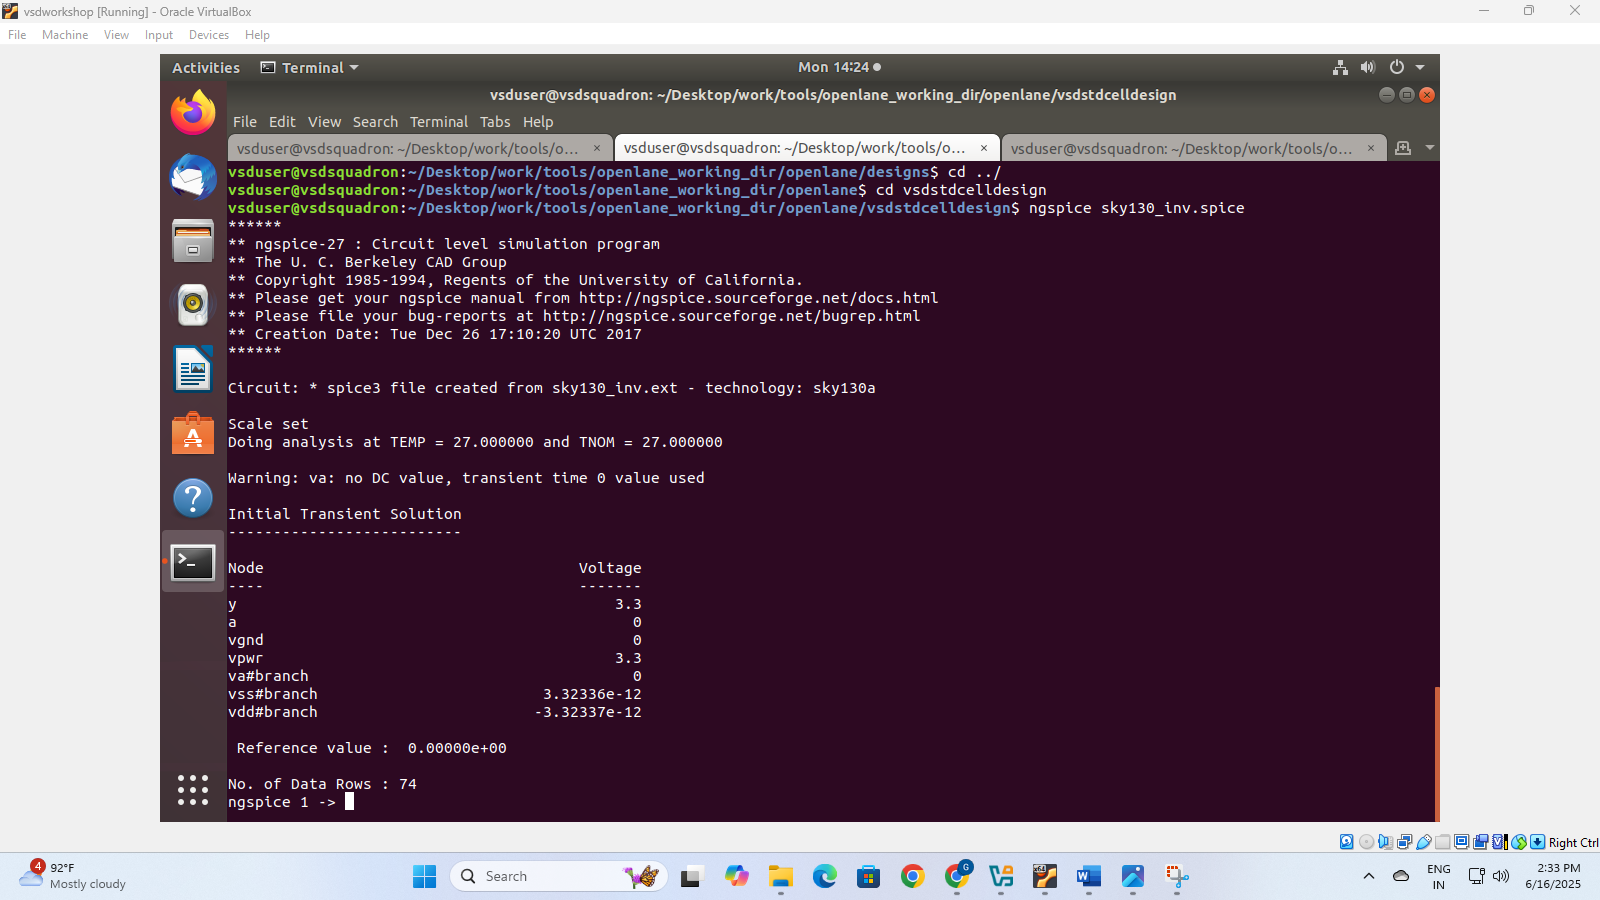 vsdworkshop [Running] - Oracle VirtualBox
File Machine View Input Devices Help
Activities Terminal Mon 14:24
vsduser@vsdsquadron: ~/Desktop/work/tools/openlane_working_dir/openlane/vsdstdcelldesign
File Edit View Search Terminal Tabs Help
vsduser@vsdsquadron: ~/Desktop/work/tools/o... × vsduser@vsdsquadron: ~/Desktop/work/tools/o... × vsduser@vsdsquadron: ~/Desktop/work/tools/o... ×
vsduser@vsdsquadron:~/Desktop/work/tools/openlane_working_dir/openlane/designs$ cd ../
vsduser@vsdsquadron:~/Desktop/work/tools/openlane_working_dir/openlane$ cd vsdstdcelldesign
vsduser@vsdsquadron:~/Desktop/work/tools/openlane_working_dir/openlane/vsdstdcelldesign$ ngspice sky130_inv.spice
******
** ngspice-27 : Circuit level simulation program
** The U. C. Berkeley CAD Group
** Copyright 1985-1994, Regents of the University of California.
** Please get your ngspice manual from http://ngspice.sourceforge.net/docs.html
** Please file your bug-reports at http://ngspice.sourceforge.net/bugrep.html
** Creation Date: Tue Dec 26 17:10:20 UTC 2017
******
Circuit: * spice3 file created from sky130_inv.ext - technology: sky130a
Scale set
Doing analysis at TEMP = 27.000000 and TNOM = 27.000000
Warning: va: no DC value, transient time 0 value used
Initial Transient Solution
--------------------------
Node Voltage
---- -------
y 3.3
a 0
vgnd 0
vpwr 3.3
va#branch 0
vss#branch 3.32336e-12
vdd#branch -3.32337e-12
Reference value : 0.00000e+00
No. of Data Rows : 74
ngspice 1 ->
Right Ctrl
4 92°F
Mostly cloudy
Search
G
x64
ENG
IN
2:33 PM
6/16/2025